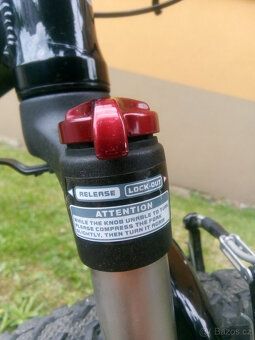 RELEASE LOCK-OUT
ATTENTION
WHILE THE KNOB UNABLE TO TURN
PLEASE COMPRESS THE FORK
SLIGHTLY, THEN TURN IT AGAIN
Bazos.cz